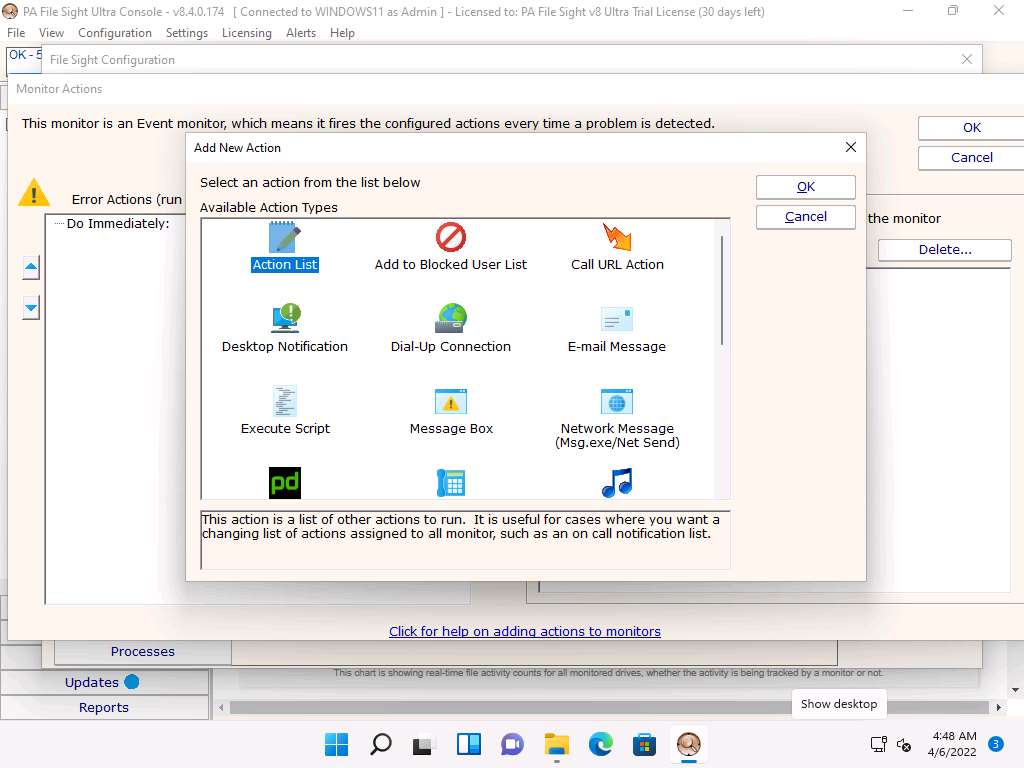 PA File Sight Ultra Console - v8.4.0.174 [ Connected to WINDOWS11 as Admin ] - Licensed to: PA File Sight v8 Ultra Trial License (30 days left)
File View Configuration Settings Licensing Alerts Help
OK - 5
File Sight Configuration
Monitor Actions
This monitor is an Event monitor, which means it fires the configured actions every time a problem is detected.
OK
Cancel
Error Actions (run
Do Immediately:
the monitor
Delete...
Add New Action
Select an action from the list below
Available Action Types
OK
Cancel
Action List
Add to Blocked User List
Call URL Action
Desktop Notification
Dial-Up Connection
E-mail Message
Execute Script
Message Box
Network Message
(Msg.exe/Net Send)
pd
This action is a list of other actions to run. It is useful for cases where you want a
changing list of actions assigned to all monitor, such as an on call notification list.
Click for help on adding actions to monitors
Processes
This chart is showing real-time file activity counts for all monitored drives, whether the activity is being tracked by a monitor or not.
Updates
Reports
Show desktop
4:48 AM
4/6/2022
3